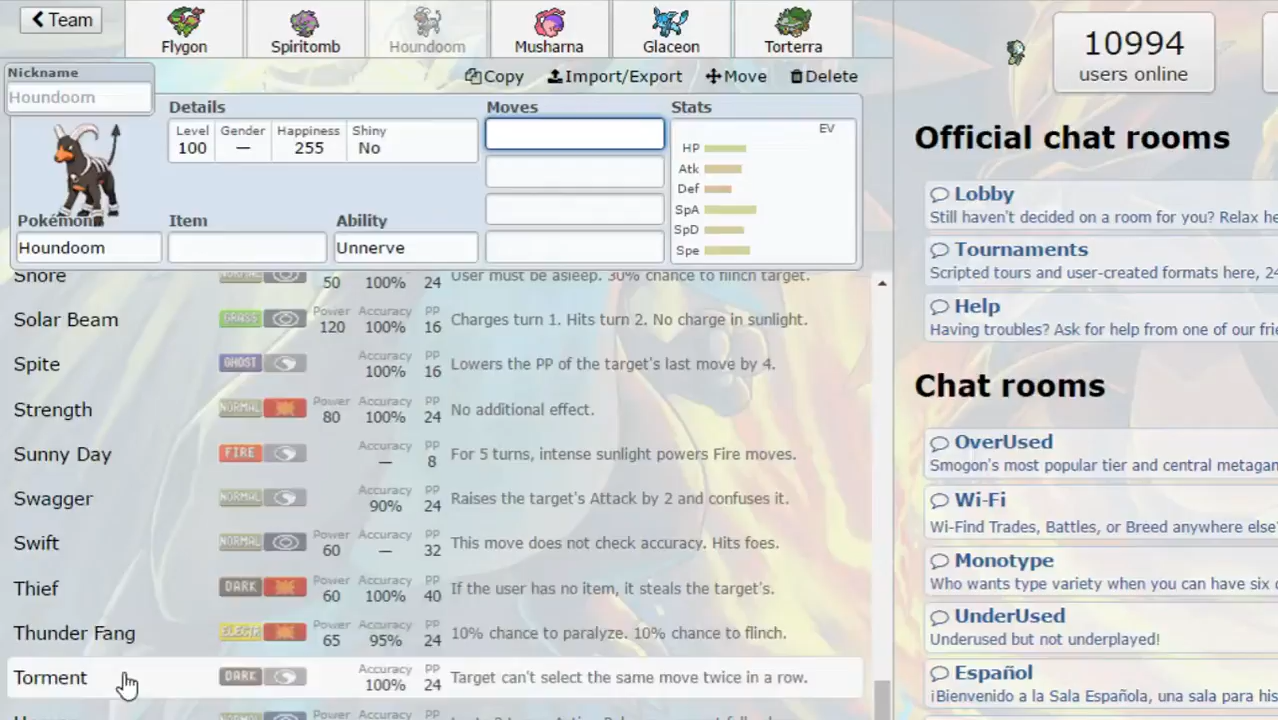 Team
Flygon
Spiritomb
Houndoom
Musharna
Glaceon
Torterra
Nickname
Houndoom
Copy
Import/Export
Move
Delete
Details
Level
100
Gender
—
Happiness
255
Shiny
No
Moves
Stats
EV
HP
Atk
Def
SpA
SpD
Spe
Pokémon
Houndoom
Item
Ability
Unnerve
Snore NORMAL 50 100% 24 User must be asleep. 30% chance to flinch target.
Solar Beam GRASS Power 120 Accuracy 100% PP 16 Charges turn 1. Hits turn 2. No charge in sunlight.
Spite GHOST Accuracy 100% PP 16 Lowers the PP of the target's last move by 4.
Strength NORMAL Power 80 Accuracy 100% PP 24 No additional effect.
Sunny Day FIRE Accuracy — PP 8 For 5 turns, intense sunlight powers Fire moves.
Swagger NORMAL Accuracy 90% PP 24 Raises the target's Attack by 2 and confuses it.
Swift NORMAL Power 60 Accuracy — PP 32 This move does not check accuracy. Hits foes.
Thief DARK Power 60 Accuracy 100% PP 40 If the user has no item, it steals the target's.
Thunder Fang ELECTR Power 65 Accuracy 95% PP 24 10% chance to paralyze. 10% chance to flinch.
Torment DARK Accuracy 100% PP 24 Target can't select the same move twice in a row.
Power Accuracy PP
10994
users online
Official chat rooms
Lobby
Still haven't decided on a room for you? Relax he
Tournaments
Scripted tours and user-created formats here, 24
Help
Having troubles? Ask for help from one of our frie
Chat rooms
OverUsed
Smogon's most popular tier and central metagam
Wi-Fi
Wi-Find Trades, Battles, or Breed anywhere else
Monotype
Who wants type variety when you can have six o
UnderUsed
Underused but not underplayed!
Español
¡Bienvenido a la Sala Española, una sala para his